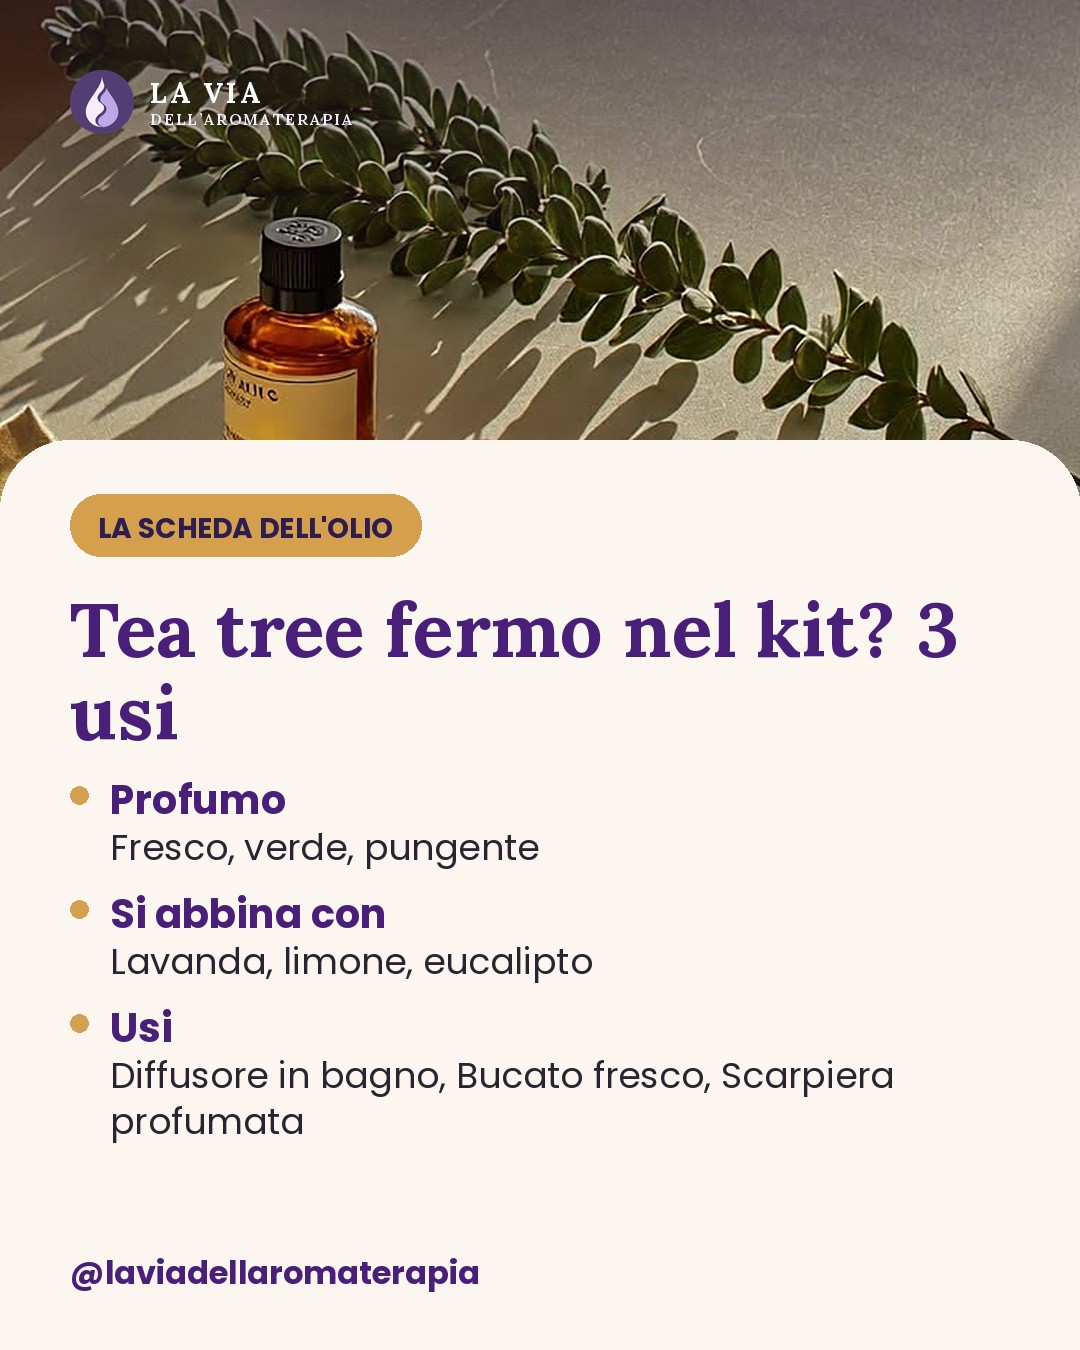 LA VIA
DELL'AROMATERAPIA
LA SCHEDA DELL'OLIO
Tea tree fermo nel kit? 3
usi
Profumo
Fresco, verde, pungente
Si abbina con
Lavanda, limone, eucalipto
Usi
Diffusore in bagno, Bucato fresco, Scarpiera
profumata
@laviadellaromaterapia